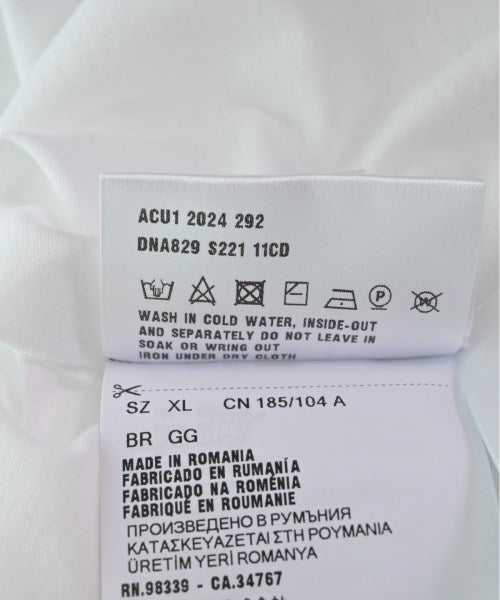 ACU1 2024 292
DNA829 S221 11CD
P
W
WASH IN COLD WATER, INSIDE-OUT
AND SEPARATELY DO NOT LEAVE IN
SOAK OR WRING OUT
IRON UNDER DRY CLOTH
SZ XL CN 185/104 A
BR GG
MADE IN ROMANIA
FABRICADO EN RUMANÍA
FABRICADO NA ROMÉNIA
FABRIQUÉ EN ROUMANIE
ПРОИЗВЕДЕНО В РУМЪНИЯ
ΚΑΤΑΣΚΕΥΑΖΕΤΑΙ ΣΤΗ ΡΟΥΜΑΝΙΑ
ÜRETİM YERİ ROMANYA
RN.98339 - CA.34767